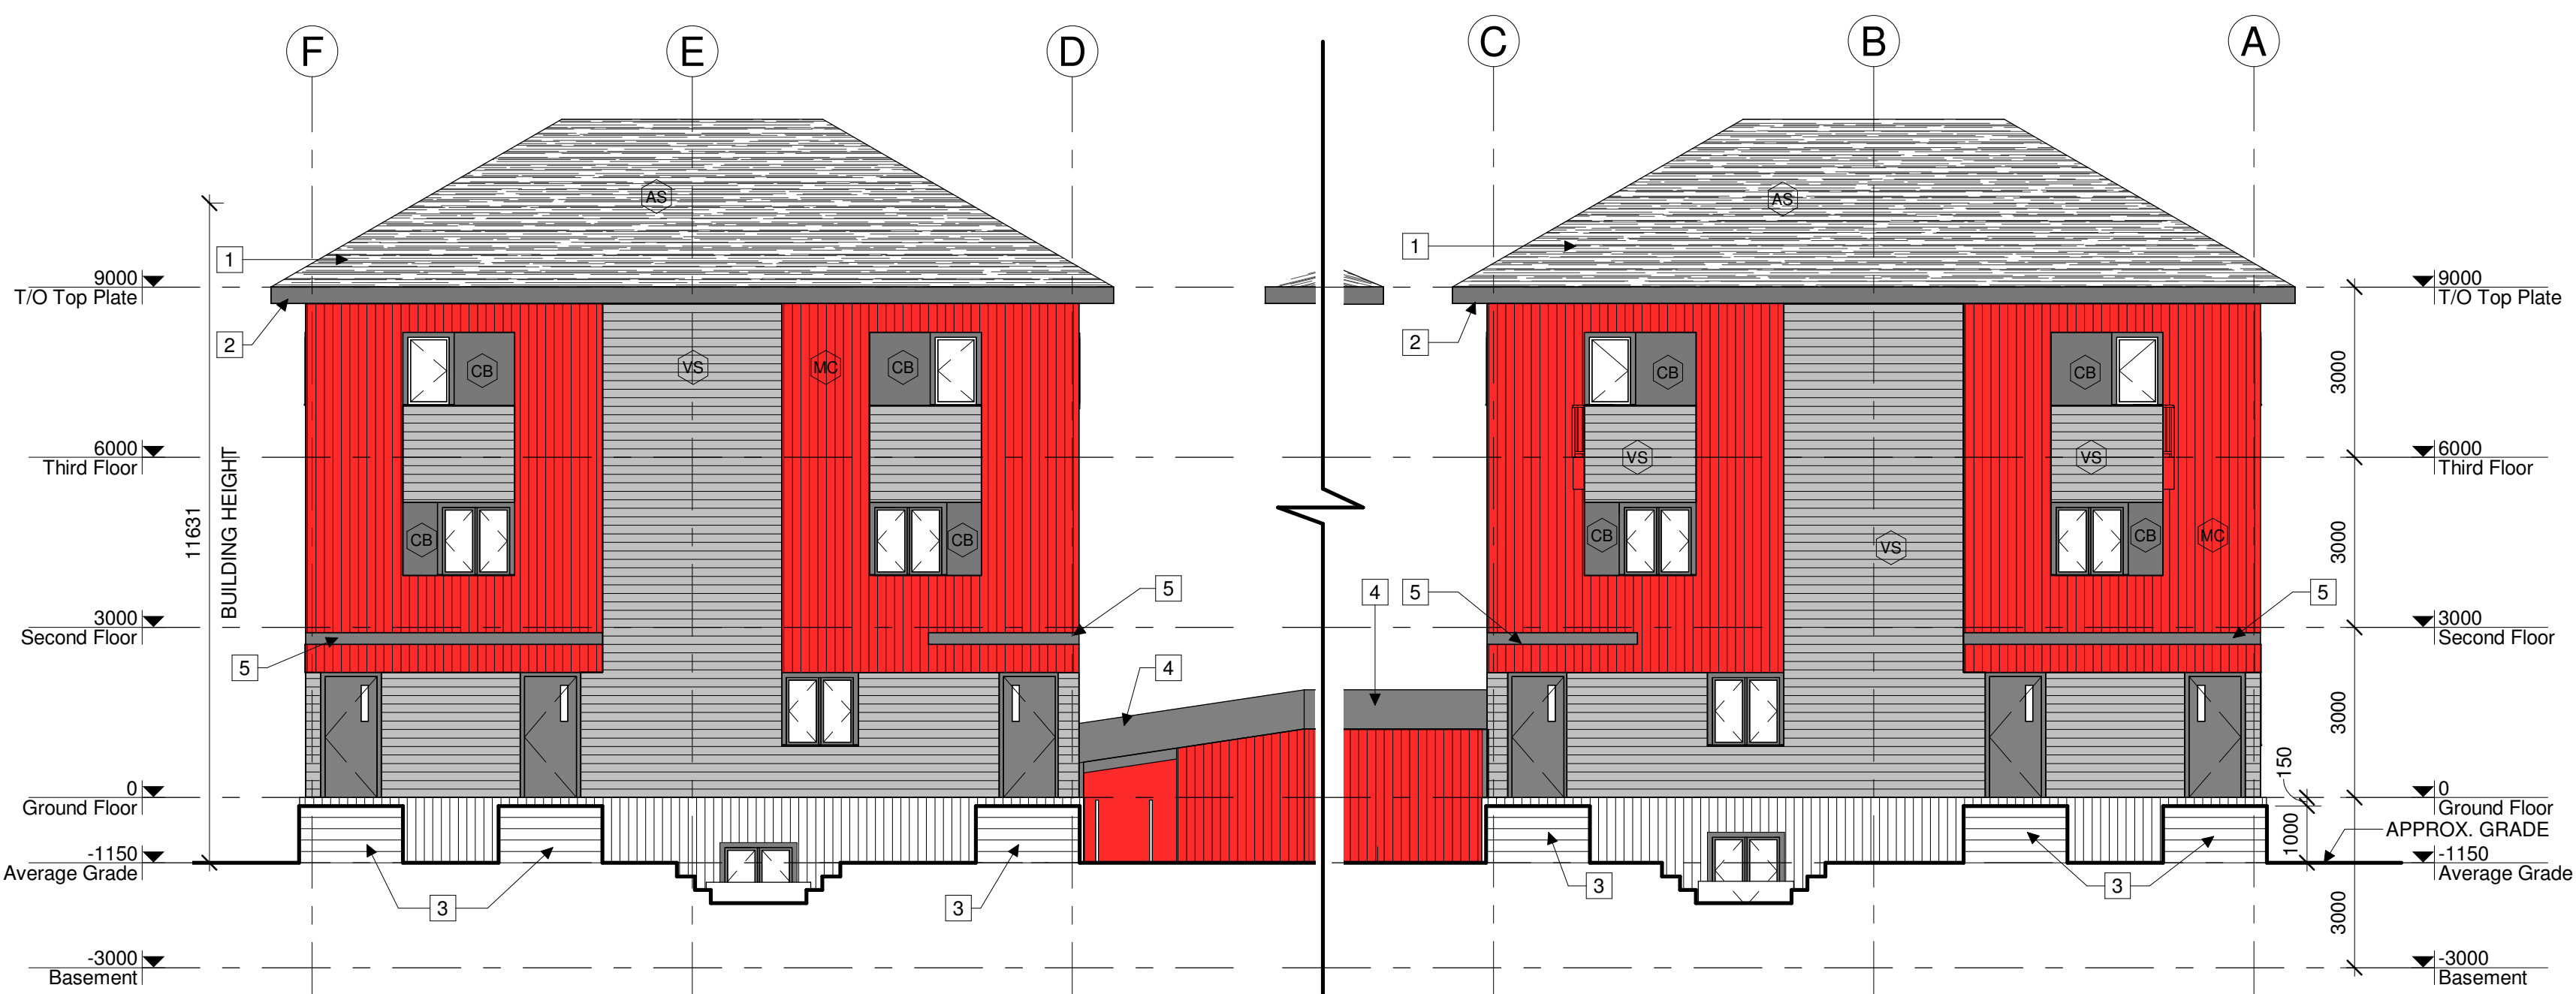 F
E
D
C
B
A
AS
AS
1
1
9000
T/O Top Plate
9000
T/O Top Plate
2
2
CB
VS
MC
CB
CB
CB
3000
6000
Third Floor
VS
VS
6000
Third Floor
11631
BUILDING HEIGHT
CB
CB
CB
VS
CB
MC
3000
5
4
5
5
3000
Second Floor
3000
Second Floor
5
4
3000
150
0
Ground Floor
0
Ground Floor
1000
APPROX. GRADE
-1150
Average Grade
-1150
Average Grade
3
3
3
3
3000
-3000
Basement
-3000
Basement